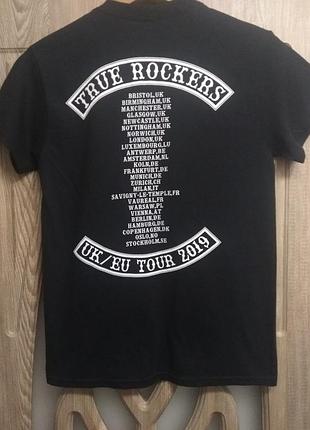 TRUE ROCKERS
BRISTOL,UK
BIRMINGHAM,UK
MANCHESTER,UK
GLASGOW,UK
NEWCASTLE,UK
NOTTINGHAM,UK
NORWICH,UK
LONDON,UK
LUXEMBOURG,LU
ANTWERP,BE
AMSTERDAM,NL
KOLN,DE
FRANKFURT,DE
MUNICH,DE
ZURICH,CH
MILAN,IT
SAVIGNY-LE-TEMPLE,FR
VAUREAL,FR
WARSAW,PL
VIENNA,AT
BERLIN,DE
HAMBURG,DE
COPENHAGEN,DK
OSLO,NO
STOCKHOLM,SE
UK/EU TOUR 2019